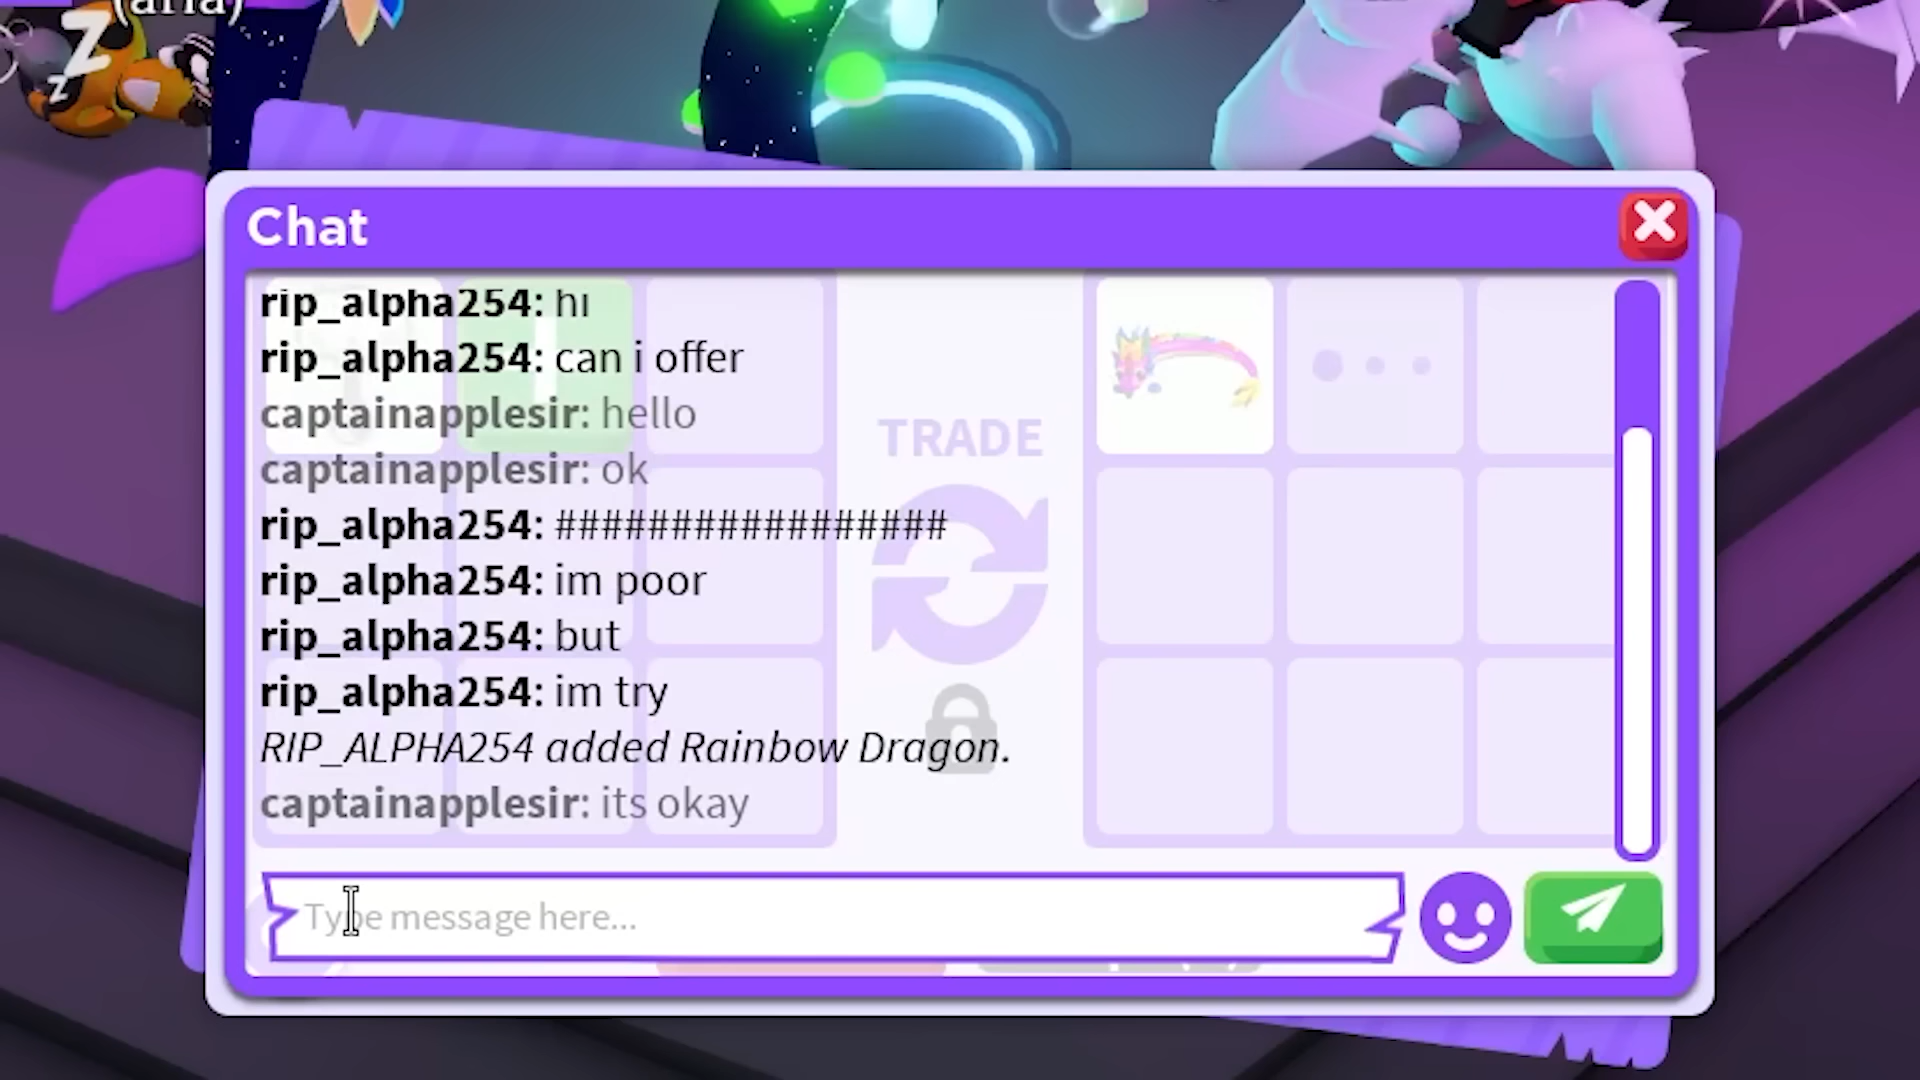 (aria)
Z
z
Chat
rip_alpha254: hi
rip_alpha254: can i offer
captainapplesir: hello
captainapplesir: ok
rip_alpha254: #################
rip_alpha254: im poor
rip_alpha254: but
rip_alpha254: im try
RIP_ALPHA254 added Rainbow Dragon.
captainapplesir: its okay
TRADE
Type message here...